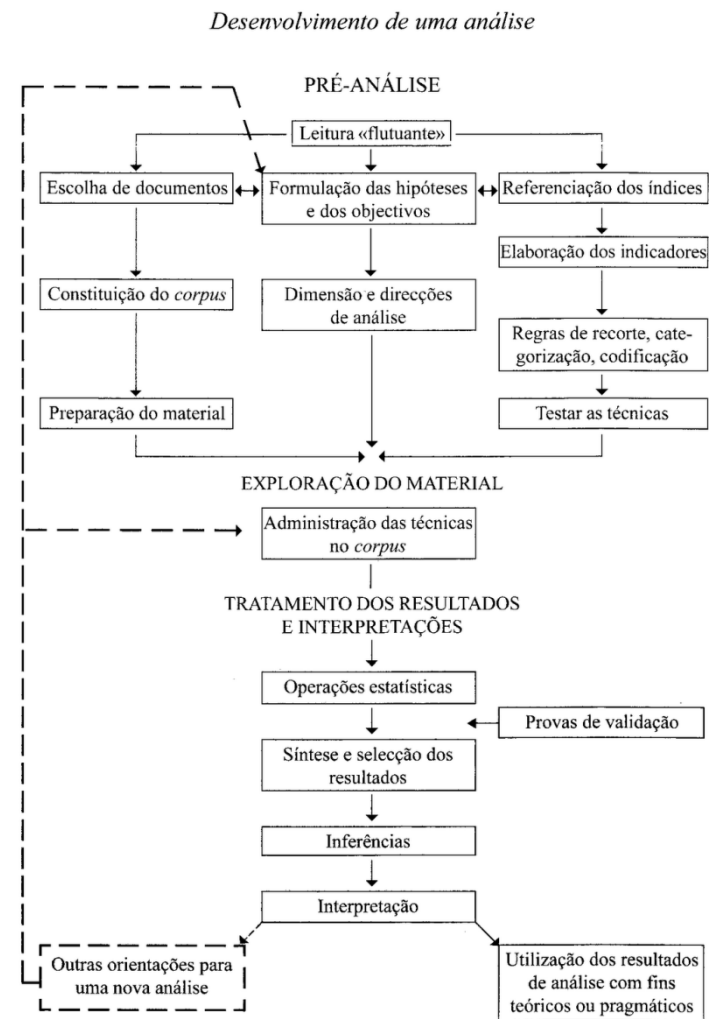 Desenvolvimento de uma análise
PRÉ-ANÁLISE
Leitura «flutuante»
Escolha de documentos
Formulação das hipóteses
e dos objectivos
Referenciação dos índices
Elaboração dos indicadores
Constituição do corpus
Dimensão e direcções
de análise
Regras de recorte, cate-
gorização, codificação
Preparação do material
Testar as técnicas
EXPLORAÇÃO DO MATERIAL
Administração das técnicas
no corpus
TRATAMENTO DOS RESULTADOS
E INTERPRETAÇÕES
Operações estatísticas
Provas de validação
Síntese e selecção dos
resultados
Inferências
Interpretação
Outras orientações para
uma nova análise
Utilização dos resultados
de análise com fins
teóricos ou pragmáticos